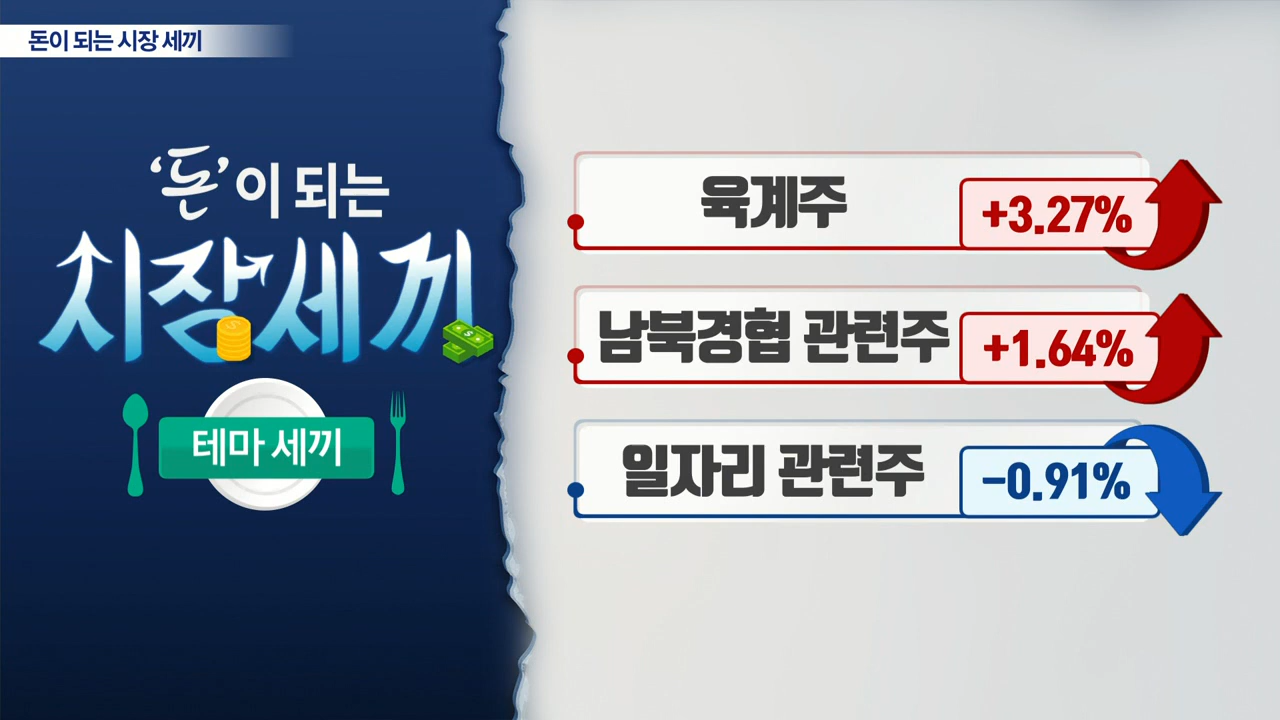 돈이 되는 시장 세끼
‘돈’이 되는
시장세끼
테마 세끼
육계주
+3.27%
남북경협 관련주
+1.64%
일자리 관련주
-0.91%